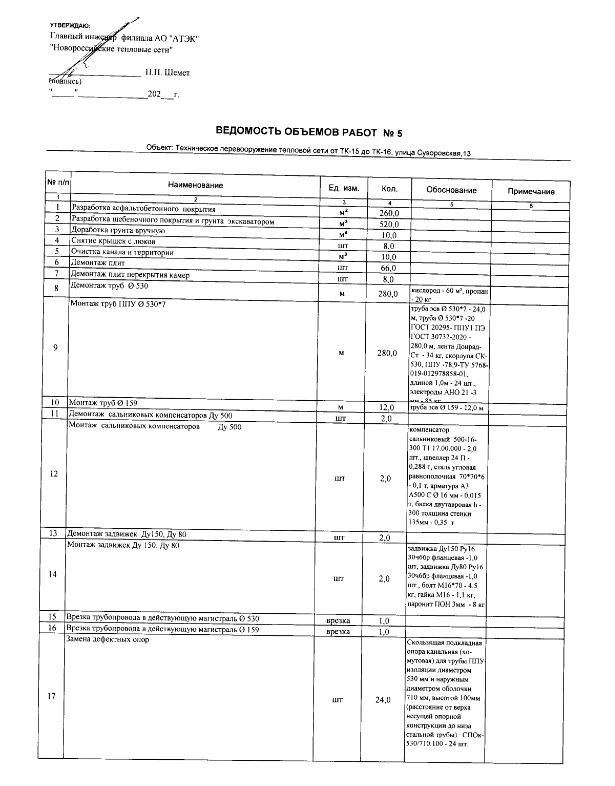 УТВЕРЖДАЮ:
Главный инженер филиала АО "АТЭК"
"Новороссийские тепловые сети"
П.П. Шемет
(подпись)
"_____"______________202___г.
ВЕДОМОСТЬ ОБЪЕМОВ РАБОТ № 5
Объект: Техническое перевооружение тепловой сети от ТК-15 до ТК-16, улица Суворовская,13
№ п/п Наименование Ед. изм. Кол. Обоснование Примечание
1 2 3 4 5 6
1 Разработка асфальтобетонного покрытия м² 260,0
2 Разработка щебеночного покрытия и грунта экскаватором м³ 520,0
3 Доработка грунта вручную м³ 10,0
4 Снятие крышек с люков шт 8,0
5 Очистка канала и территории м³ 10,0
6 Демонтаж плит шт 66,0
7 Демонтаж плит перекрытия камер шт 8,0
8 Демонтаж труб Ø 530 м 280,0 кислород - 60 м³, пропан
- 20 кг
9 Монтаж труб ППУ Ø 530*7 м 280,0 труба эсв Ø 530*7 - 24,0
м, труба Ø 530*7 -20
ГОСТ 20295- ППУ1 ПЭ
ГОСТ 30732-2020 -
280,0 м, лента Донрад-
Ст - 34 кг, скорлупа СК-
530, ППУ -78,9-ТУ 5768-
019-012978858-01,
длиной 1,0м - 24 шт.,
электроды АНО 21 -3
мм - 85 кг
10 Монтаж труб Ø 159 м 12,0 труба эсв Ø 159 - 12,0 м
11 Демонтаж сальниковых компенсаторов Ду 500 шт 2,0
12 Монтаж сальниковых компенсаторов Ду 500 шт 2,0 компенсатор
сальниковый 500-16-
300 Т1 17.00.000 - 2,0
шт., швеллер 24 П -
0,288 т, сталь угловая
равнополочная 70*70*6
- 0,1 т, арматура А3
А500 С Ø 16 мм - 0,015
т, балка двутавровая h -
300 толщина стенки
135мм - 0,35 т
13 Демонтаж задвижек Ду150, Ду 80 шт 2,0
14 Монтаж задвижек Ду 150, Ду 80 шт 2,0 задвижка Ду150 Ру16
30ч6бр фланцевая -1,0
шт, задвижка Ду80 Ру16
30ч6бр фланцевая -1,0
шт., болт М16*70 - 4.5
кг, гайка М16 - 1,1 кг,
паронит ПОН 3мм - 8 кг
15 Врезка трубопровода в действующую магистраль Ø 530 врезка 1,0
16 Врезка трубопровода в действующую магистраль Ø 159 врезка 1,0
17 Замена дефектных опор шт 24,0 Скользящая подкладная
опора канальная (хо-
мутовая) для трубы ППУ
изоляции диаметром
530 мм и наружным
диаметром оболочки
710 мм, высотой 100мм
(расстояние от верха
несущей опорной
конструкции до низа
стальной трубы) СПОк-
530/710.100 - 24 шт